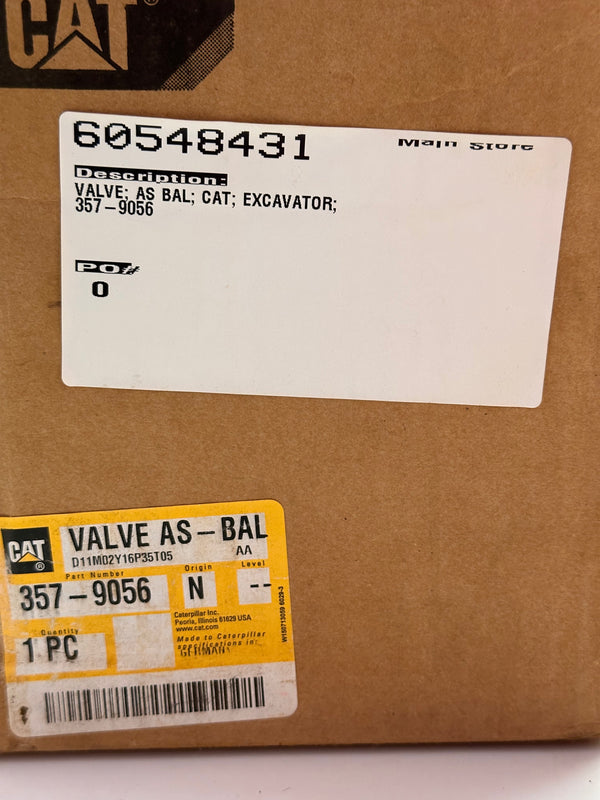 CAT®
60548431
Main Store
Description:
VALVE; AS BAL; CAT; EXCAVATOR;
357-9056
PO#
0
CAT®
VALVE AS-BAL
D11M02Y16P35T05
AA
Part Number
Origin
Level
357-9056
N
--
Caterpillar Inc.
Peoria, Illinois 61629 USA
www.cat.com
Quantity
1 PC
Made to Caterpillar
specifications in:
GERMANY